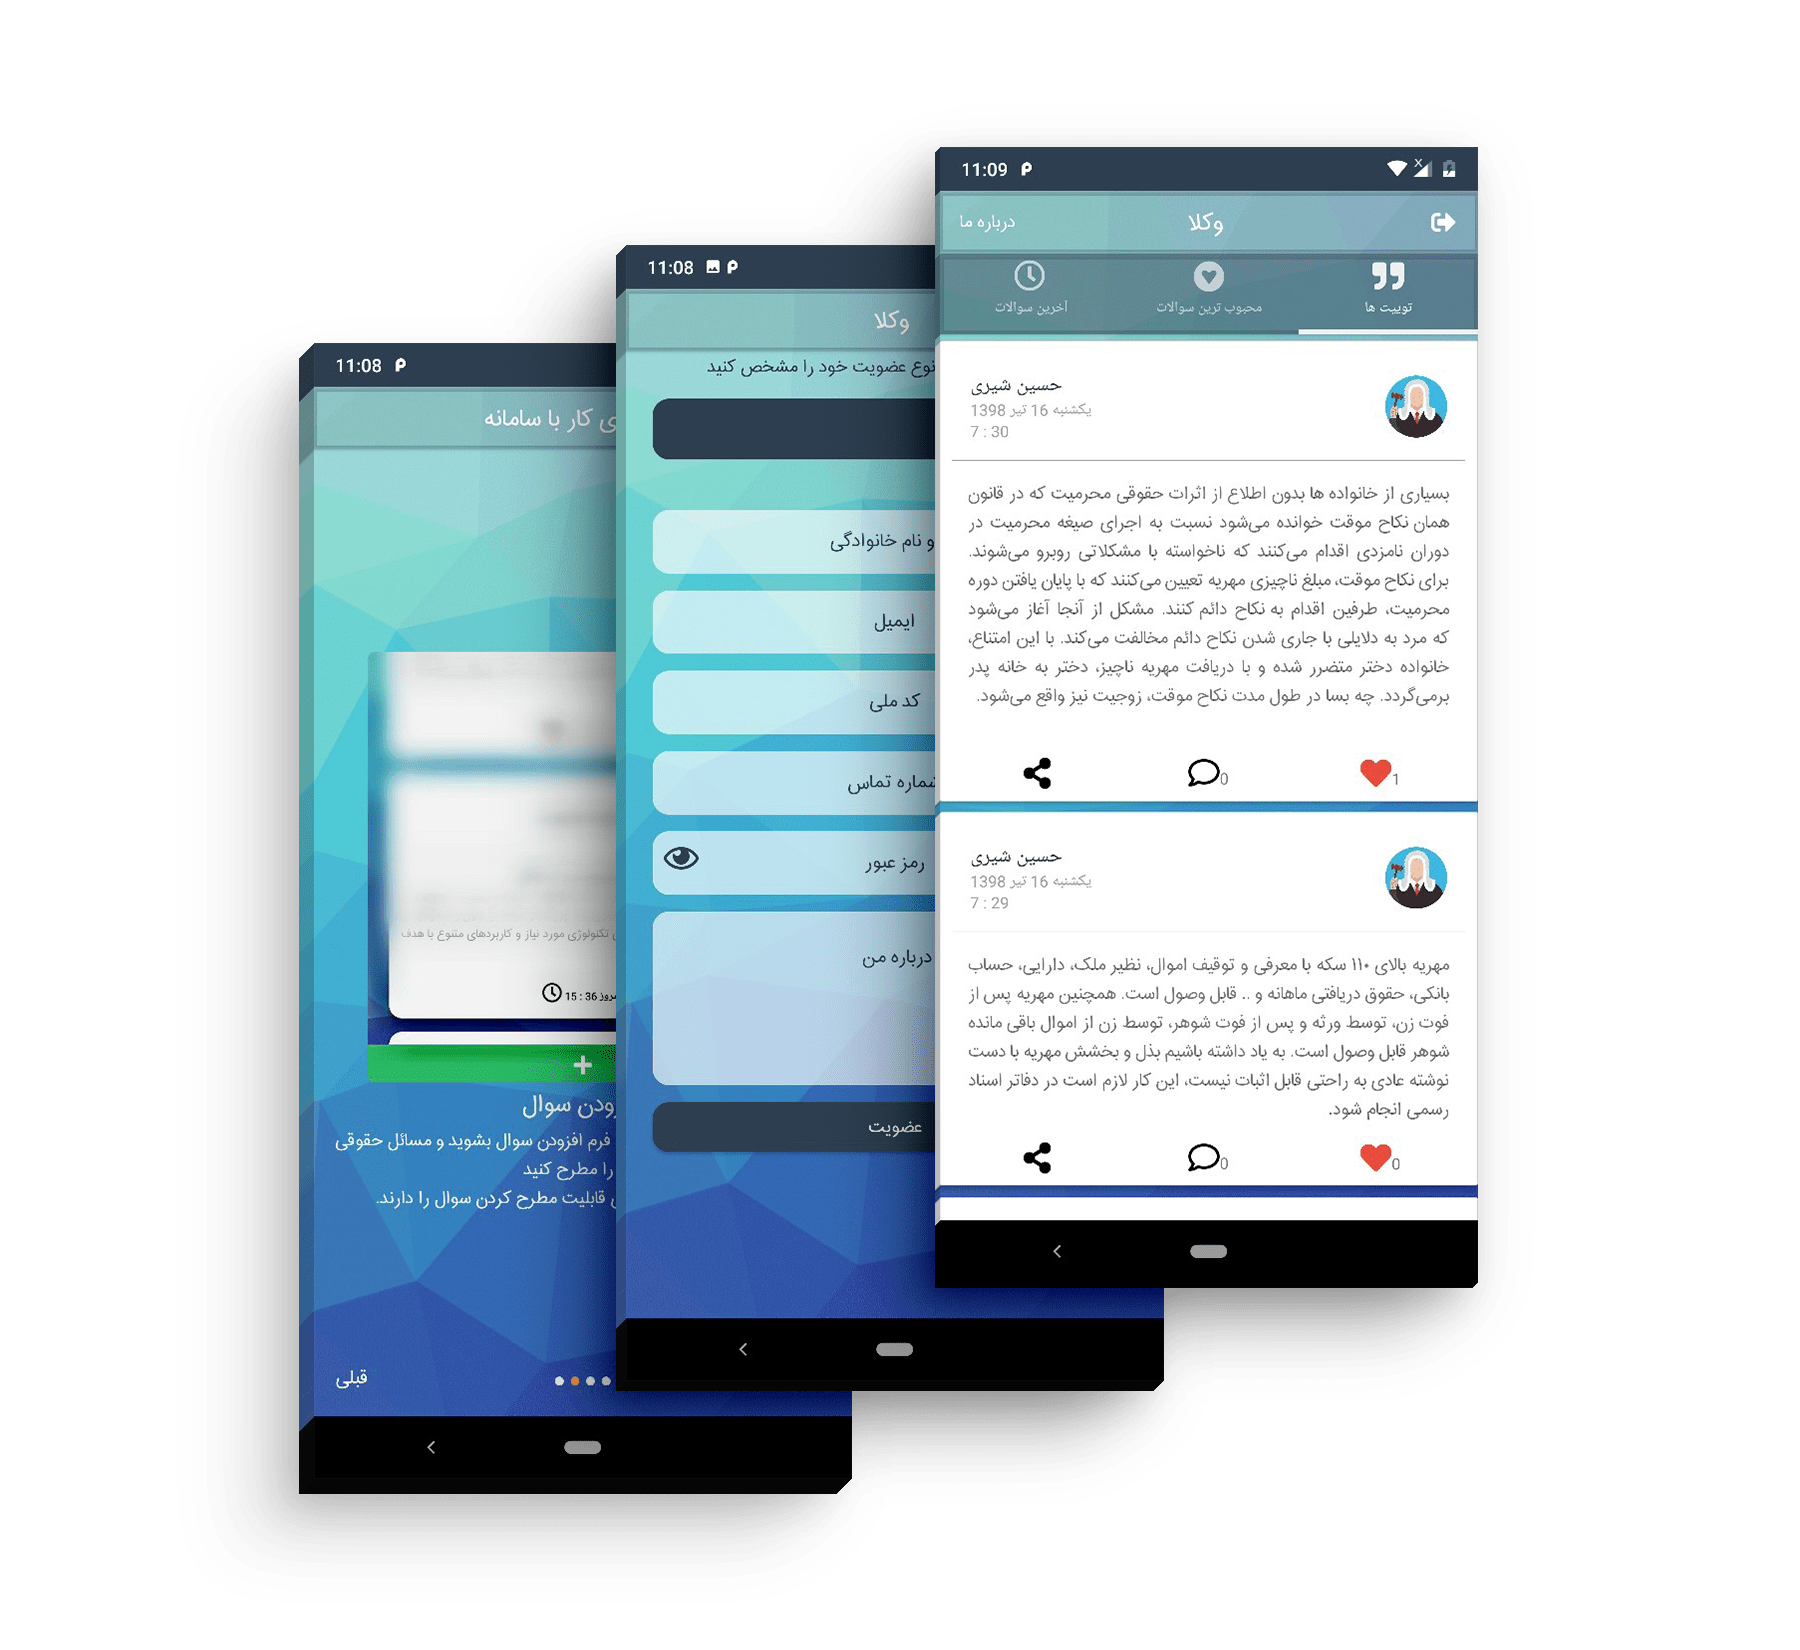 11:09
درباره ما
وکلا
توییت ها
محبوب ترین سوالات
آخرین سوالات
حسین شیری
یکشنبه 16 تیر 1398
7 : 30
بسیاری از خانواده ها بدون اطلاع از اثرات حقوقی محرمیت که در قانون
همان نکاح موقت خوانده می‌شود نسبت به اجرای صیغه محرمیت در
دوران نامزدی اقدام می‌کنند که ناخواسته با مشکلاتی روبرو می‌شوند.
برای نکاح موقت، مبلغ ناچیزی مهریه تعیین می‌کنند که با پایان یافتن دوره
محرمیت، طرفین اقدام به نکاح دائم کنند. مشکل از آنجا آغاز می‌شود
که مرد به دلایلی با جاری شدن نکاح دائم مخالفت می‌کند. با این امتناع،
خانواده دختر متضرر شده و با دریافت مهریه ناچیز، دختر به خانه پدر
برمی‌گردد. چه بسا در طول مدت نکاح موقت، زوجیت نیز واقع می‌شود.
1
0
حسین شیری
یکشنبه 16 تیر 1398
7 : 29
مهریه بالای ۱۱۰ سکه با معرفی و توقیف اموال، نظیر ملک، دارایی، حساب
بانکی، حقوق دریافتی ماهانه و .. قابل وصول است. همچنین مهریه پس از
فوت زن، توسط ورثه و پس از فوت شوهر، توسط زن از اموال باقی مانده
شوهر قابل وصول است. به یاد داشته باشیم بذل و بخشش مهریه با دست
نوشته عادی به راحتی قابل اثبات نیست، این کار لازم است در دفاتر اسناد
رسمی انجام شود.
0
0
11:08
وکلا
نوع عضویت خود را مشخص کنید
و نام خانوادگی
ایمیل
کد ملی
شماره تماس
رمز عبور
درباره من
عضویت
11:08
کار با سامانه
تکنولوژی مورد نیاز و کاربردهای متنوع با هدف
15 : 36
سوال
فرم افزودن سوال بشوید و مسائل حقوقی
را مطرح کنید
قابلیت مطرح کردن سوال را دارند.
قبلی